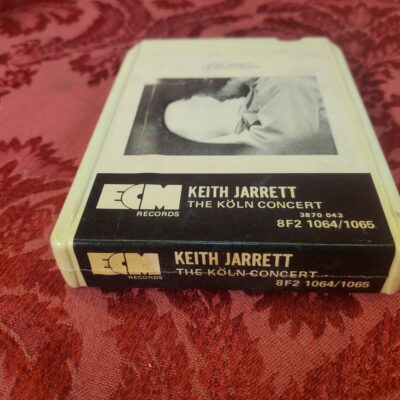 ECM
RECORDS
KEITH JARRETT
THE KÖLN CONCERT
3870 043
8F2 1064/1065
ECM
RECORDS
KEITH JARRETT
THE KÖLN CONCERT
8F2 1064/1065